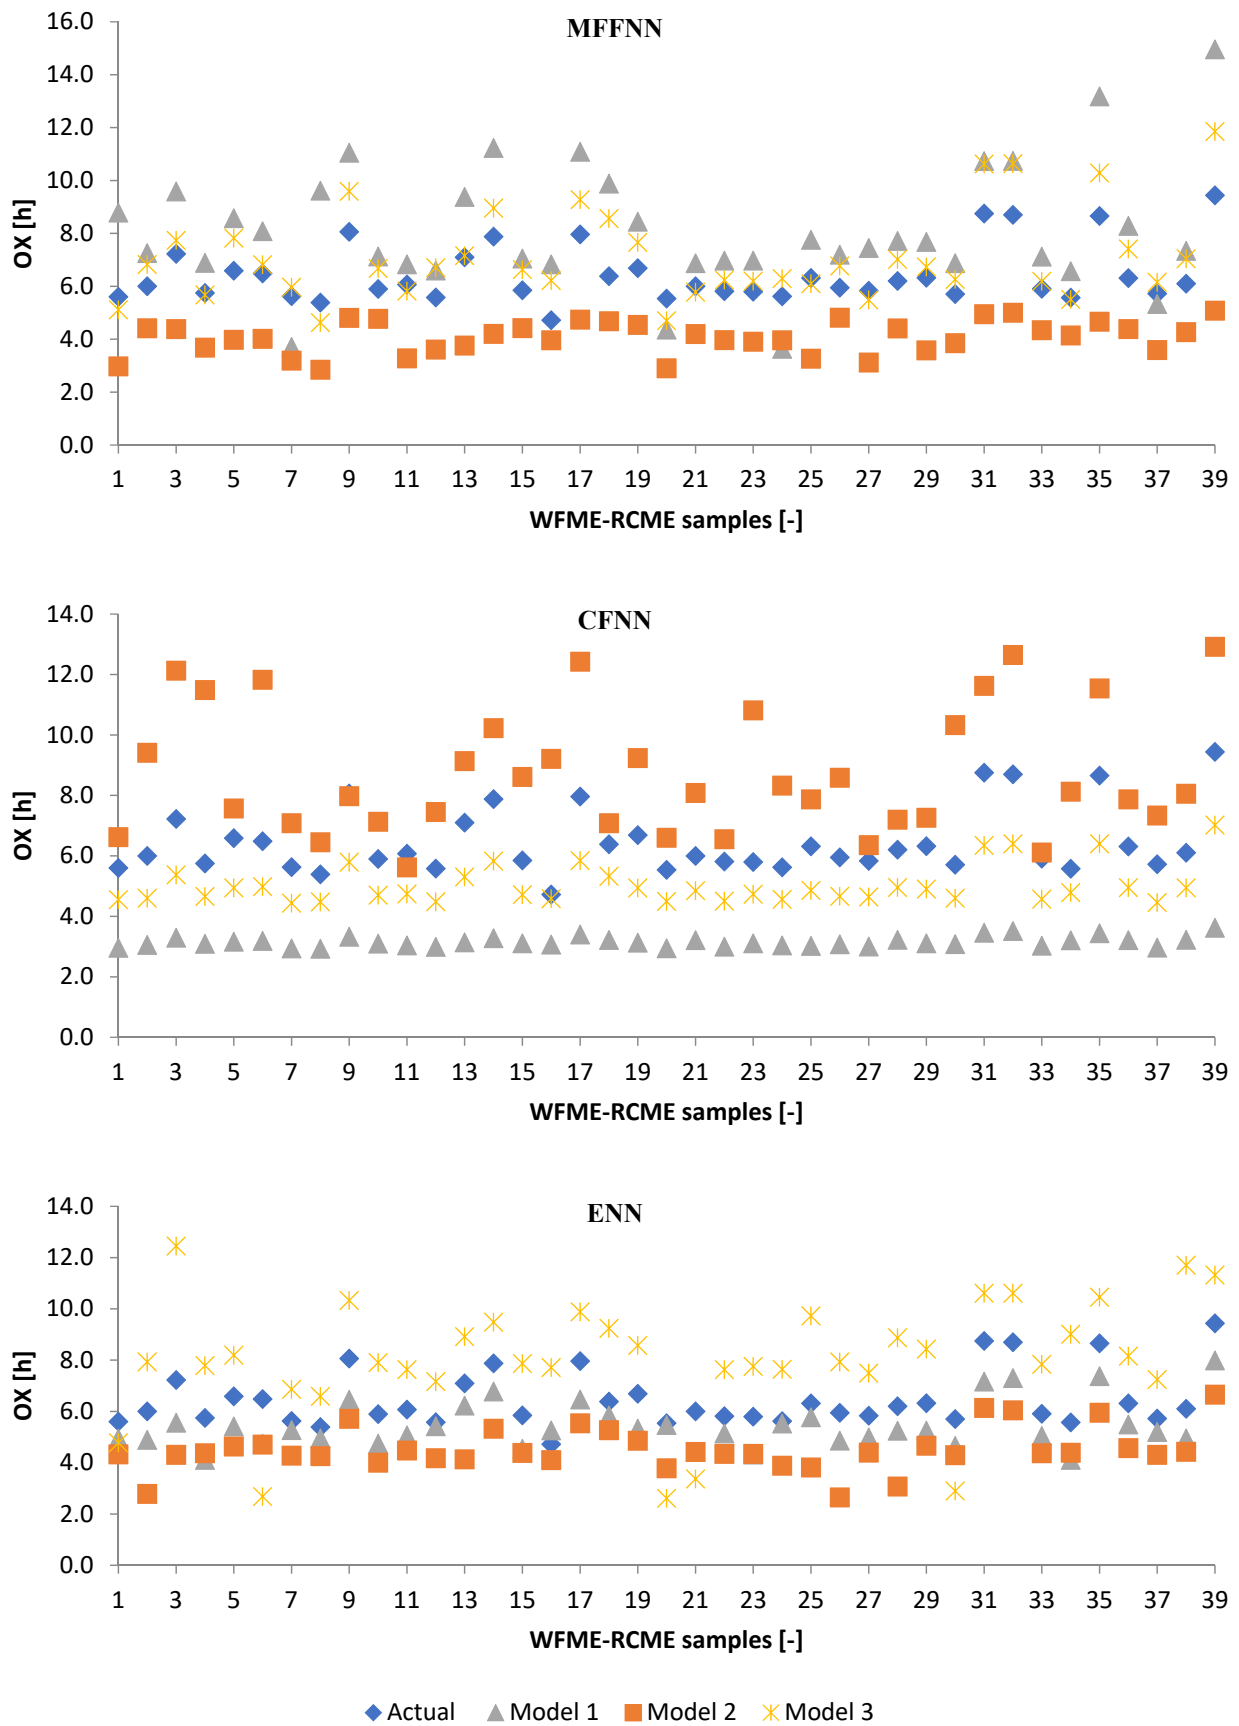 MFFNN
16.0
14.0
12.0
10.0
8.0
6.0
4.0
2.0
0.0
OX [h]
1 3 5 7 9 11 13 15 17 19 21 23 25 27 29 31 33 35 37 39
WFME-RCME samples [-]
CFNN
14.0
12.0
10.0
8.0
6.0
4.0
2.0
0.0
OX [h]
1 3 5 7 9 11 13 15 17 19 21 23 25 27 29 31 33 35 37 39
WFME-RCME samples [-]
ENN
14.0
12.0
10.0
8.0
6.0
4.0
2.0
0.0
OX [h]
1 3 5 7 9 11 13 15 17 19 21 23 25 27 29 31 33 35 37 39
WFME-RCME samples [-]
Actual Model 1 Model 2 Model 3